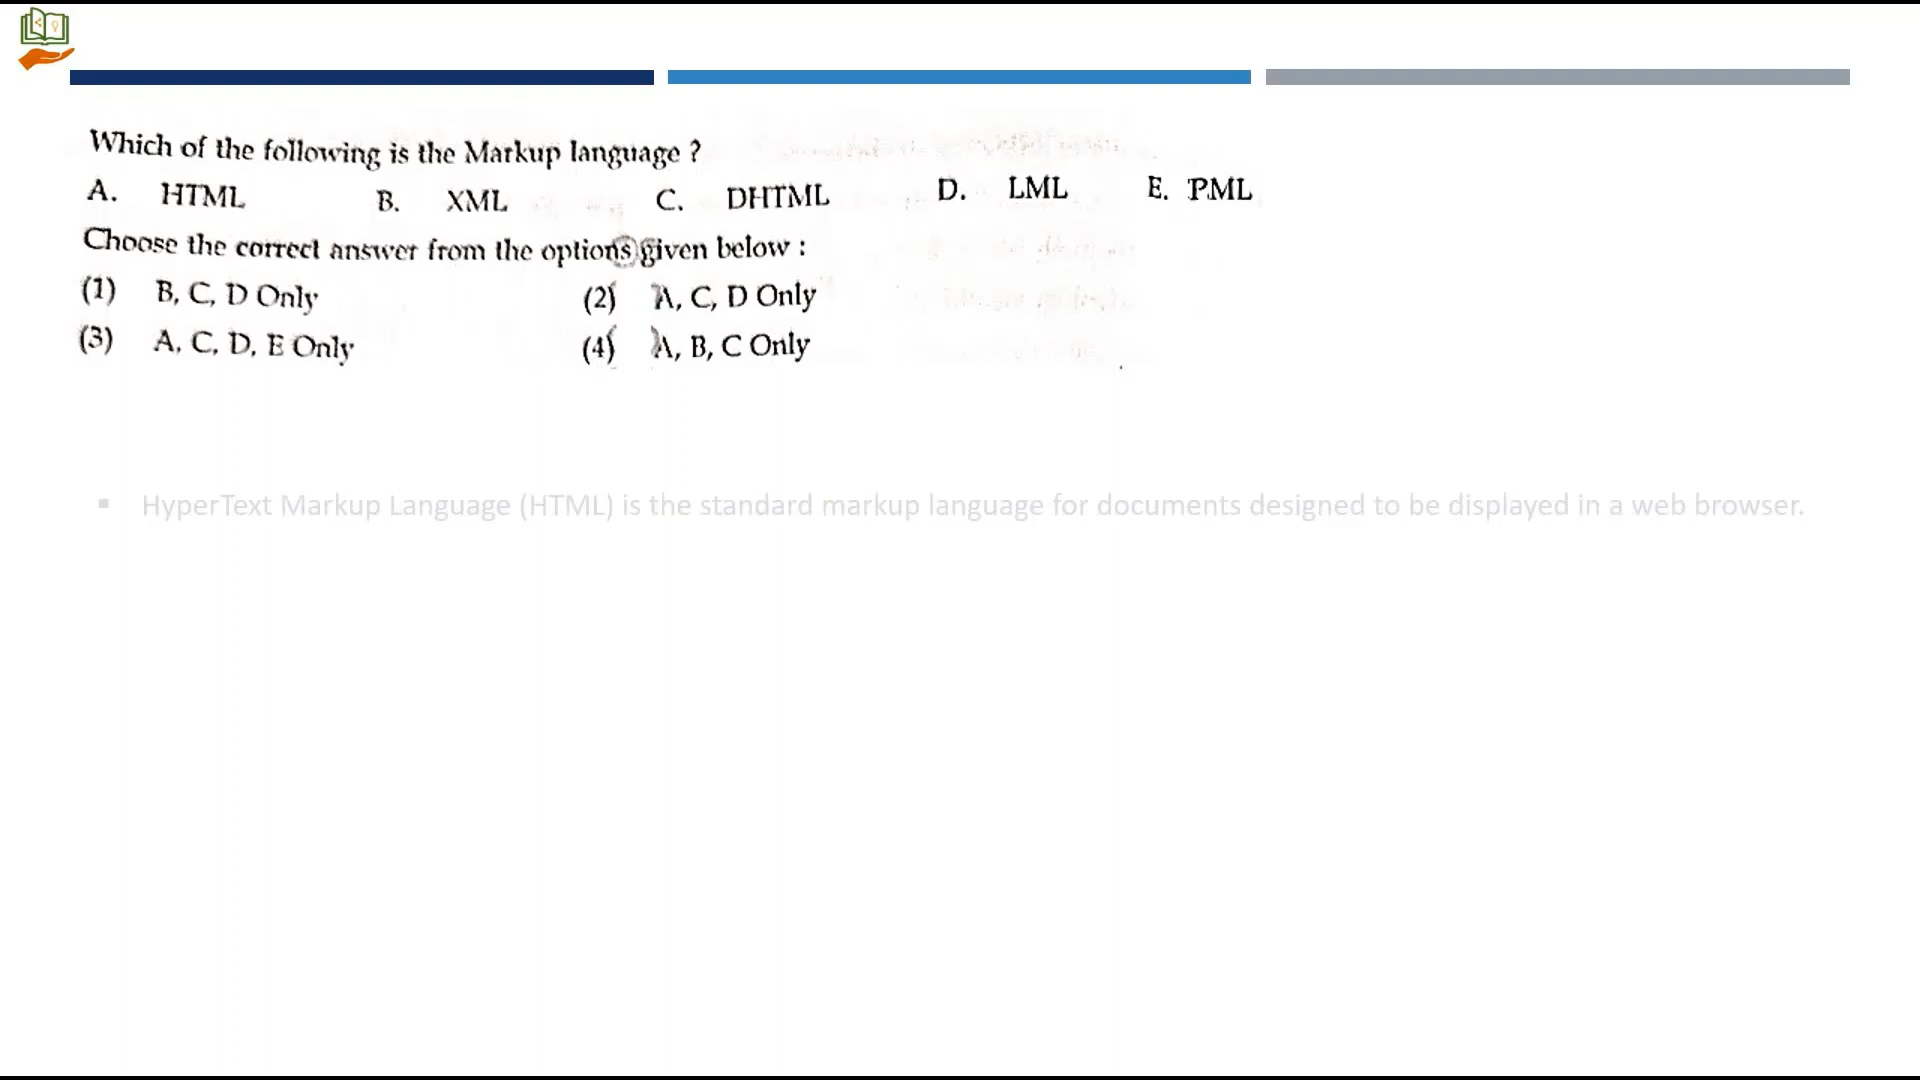 Which of the following is the Markup language ?
A. HTML B. XML C. DHTML D. LML E. PML
Choose the correct answer from the options given below :
(1) B, C, D Only (2) A, C, D Only
(3) A, C, D, E Only (4) A, B, C Only
▪ HyperText Markup Language (HTML) is the standard markup language for documents designed to be displayed in a web browser.